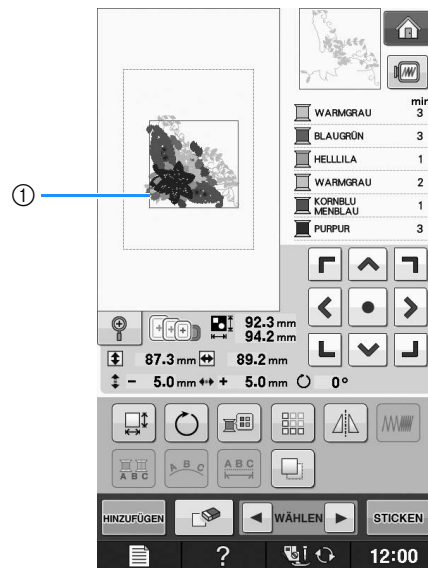 min
WARMGRAU 3
BLAUGRÜN 3
HELLLILA 1
WARMGRAU 2
KORNBLU
MENBLAU 1
PURPUR 3
①
92.3 mm
94.2 mm
87.3 mm 89.2 mm
- 5.0 mm + 5.0 mm 0°
A B C
A B C
A B C
HINZUFÜGEN WÄHLEN STICKEN
? 12:00